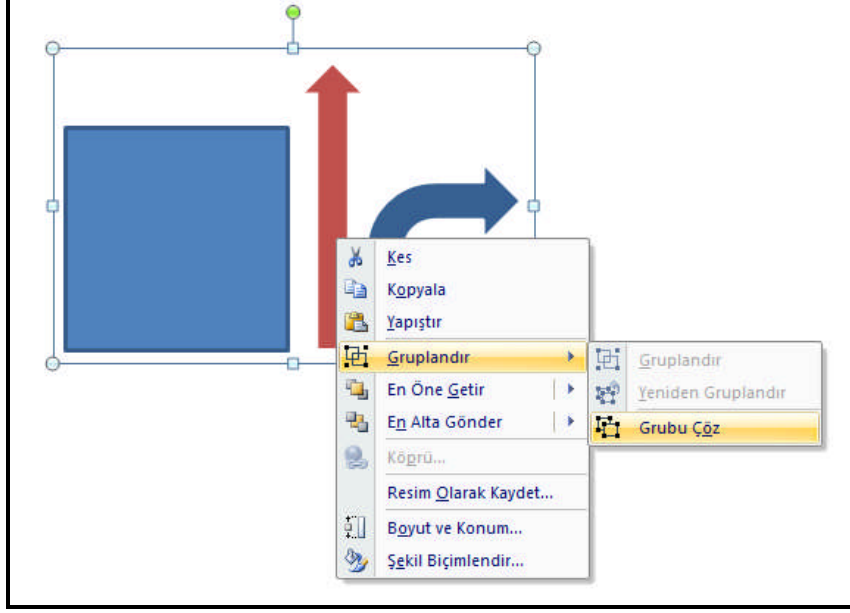 Kes
Kopyala
Yapıştır
Gruplandır
En Öne Getir
En Alta Gönder
Köprü...
Resim Olarak Kaydet...
Boyut ve Konum...
Şekil Biçimlendir...
Gruplandır
Yeniden Gruplandır
Grubu Çöz